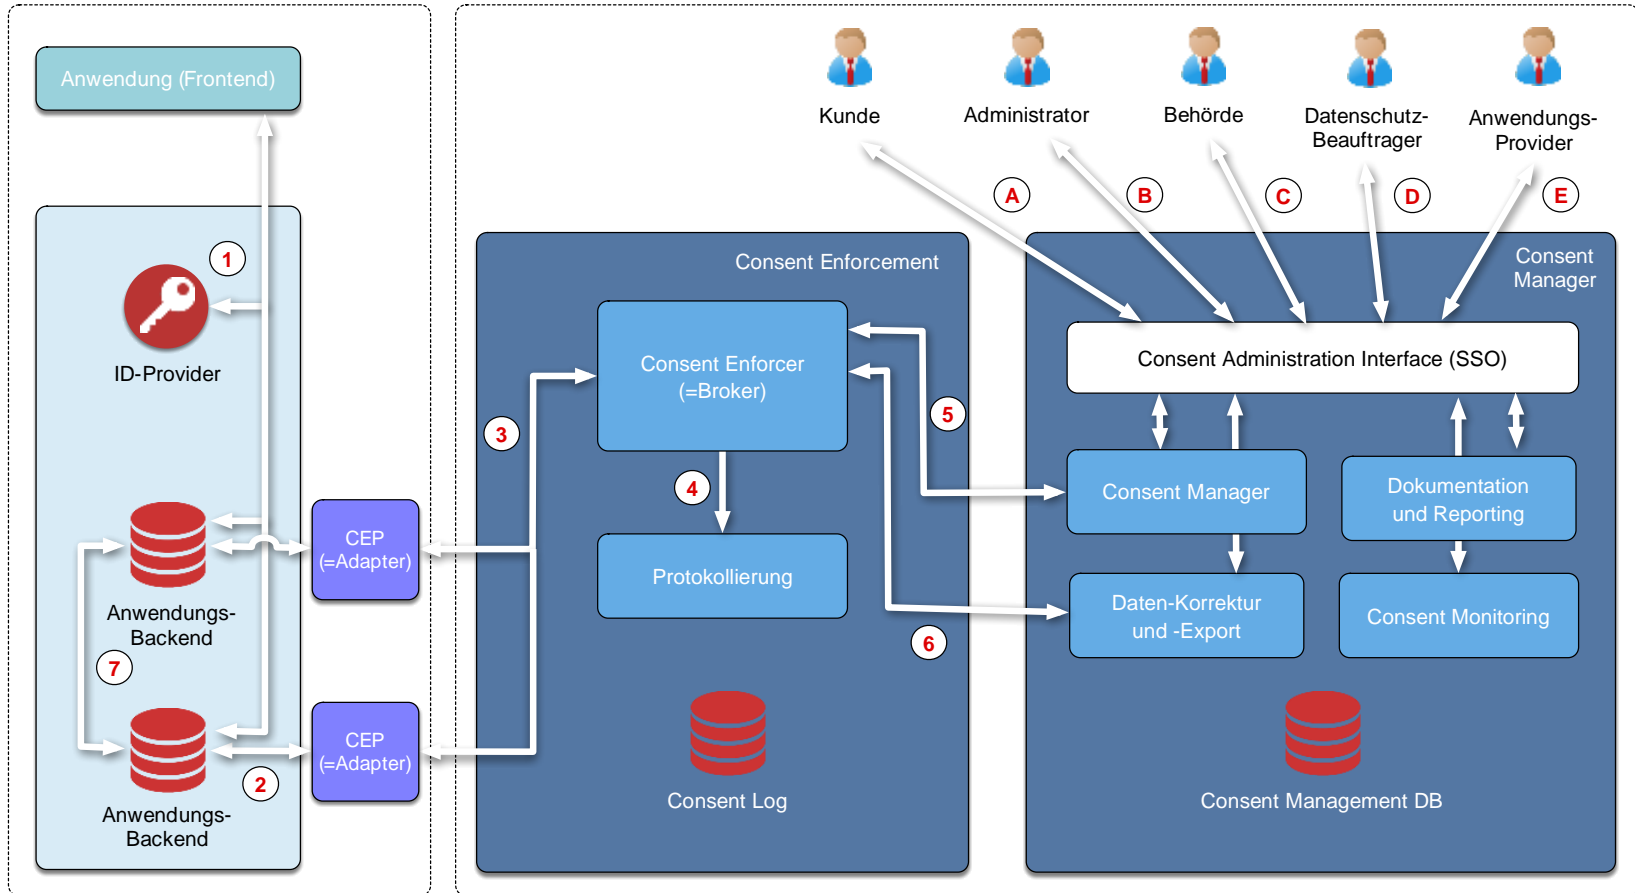 Anwendung (Frontend)
1
ID-Provider
Anwendungs-
Backend
7
Anwendungs-
Backend
2
CEP
(=Adapter)
CEP
(=Adapter)
3
Consent Enforcement
Consent Enforcer
(=Broker)
4
Protokollierung
Consent Log
5
6
Kunde
Administrator
Behörde
Datenschutz-
Beauftrager
Anwendungs-
Provider
A
B
C
D
E
Consent
Manager
Consent Administration Interface (SSO)
Consent Manager
Dokumentation
und Reporting
Daten-Korrektur
und -Export
Consent Monitoring
Consent Management DB